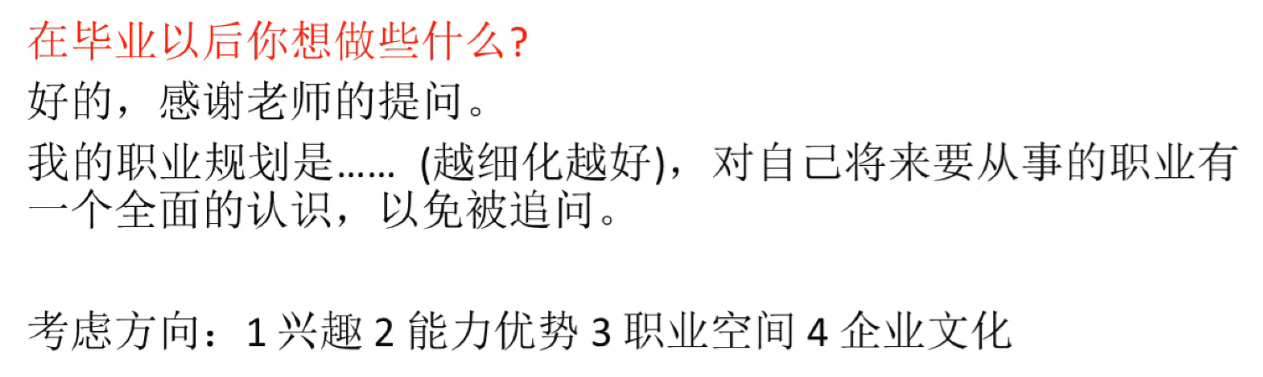 在毕业以后你想做些什么?
好的，感谢老师的提问。
我的职业规划是…… (越细化越好)，对自己将来要从事的职业有
一个全面的认识，以免被追问。
考虑方向：1 兴趣 2 能力优势 3 职业空间 4 企业文化